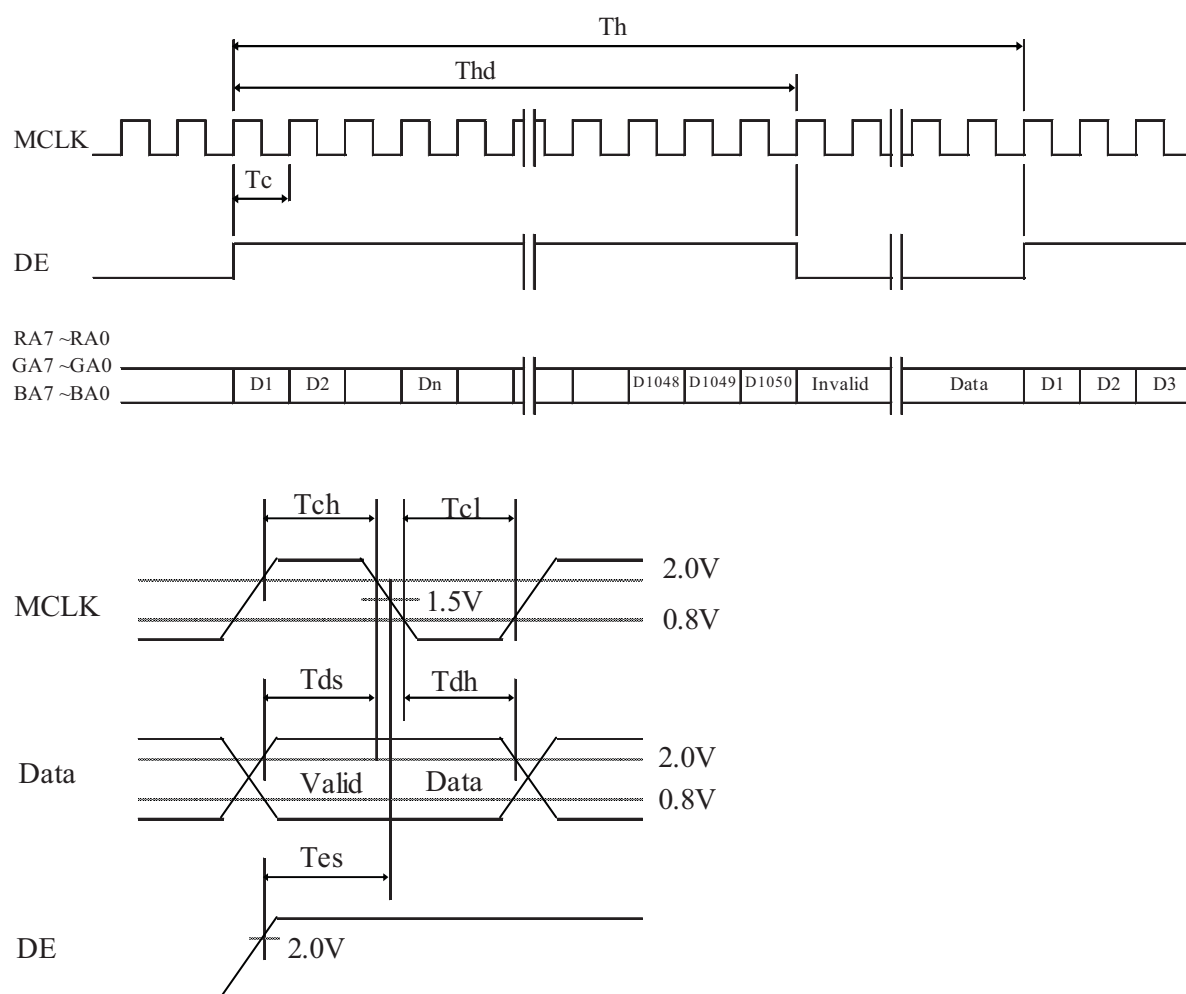 Th
Thd
MCLK
Tc
DE
RA7 ~RA0
GA7 ~GA0
BA7 ~BA0
D1 D2 Dn D1048 D1049 D1050 Invalid Data D1 D2 D3
Tch Tcl
2.0V
MCLK 1.5V
0.8V
Tds Tdh
2.0V
Data Valid Data
0.8V
Tes
DE 2.0V